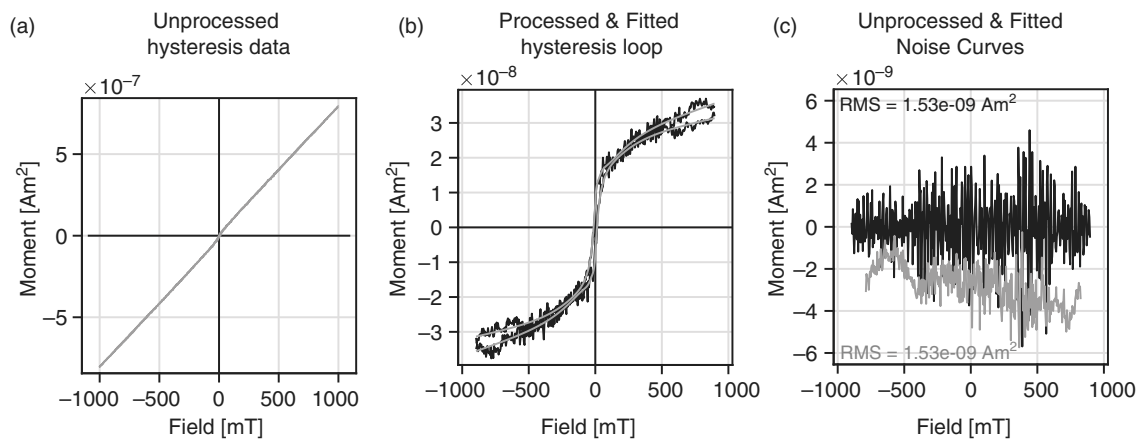 (a)
Unprocessed
hysteresis data
×10⁻⁷
5
0
−5
−1000
−500
0
500
1000
Moment [Am²]
Field [mT]
(b)
Processed & Fitted
hysteresis loop
×10⁻⁸
3
2
1
0
−1
−2
−3
−1000
−500
0
500
1000
Moment [Am²]
Field [mT]
(c)
Unprocessed & Fitted
Noise Curves
×10⁻⁹
6
4
2
0
−2
−4
−6
RMS = 1.53e-09 Am²
RMS = 1.53e-09 Am²
−1000
−500
0
500
1000
Moment [Am²]
Field [mT]